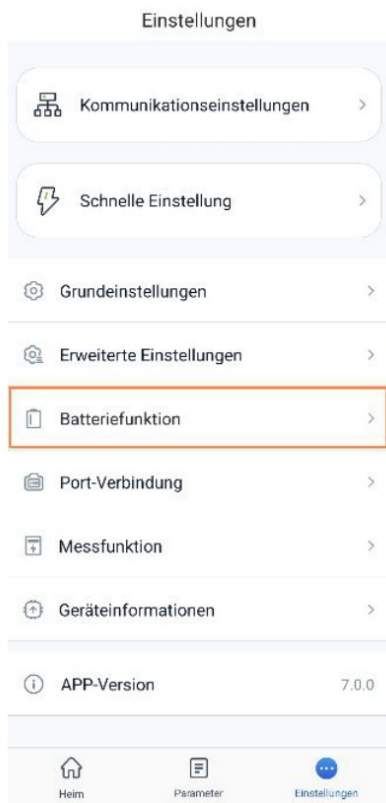 Einstellungen
Kommunikationseinstellungen
Schnelle Einstellung
Grundeinstellungen
Erweiterte Einstellungen
Batteriefunktion
Port-Verbindung
Messfunktion
Geräteinformationen
APP-Version 7.0.0
Heim Parameter Einstellungen